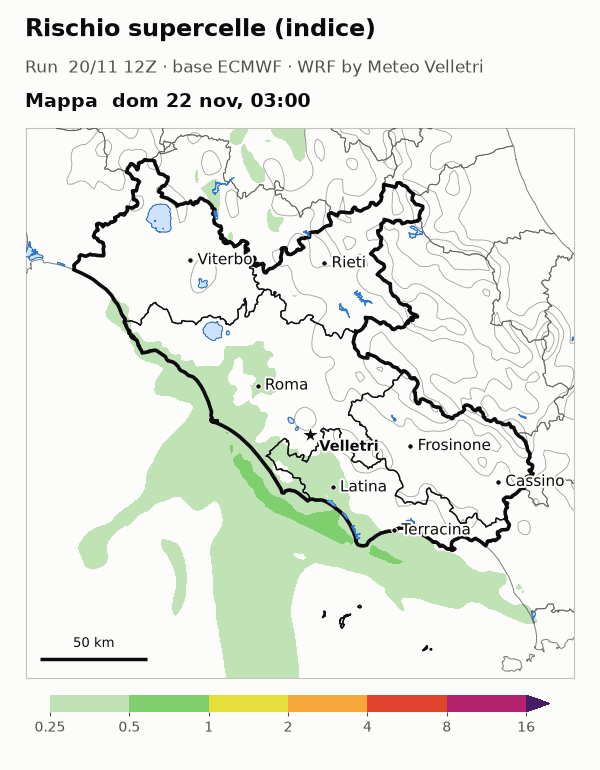 Rischio supercelle (indice)
Run  20/11 12Z · base ECMWF · WRF by Meteo Velletri
Mappa  dom 22 nov, 03:00
Viterbo
Rieti
Roma
Velletri
Frosinone
Cassino
Latina
Terracina
50 km
0.25 0.5 1 2 4 8 16